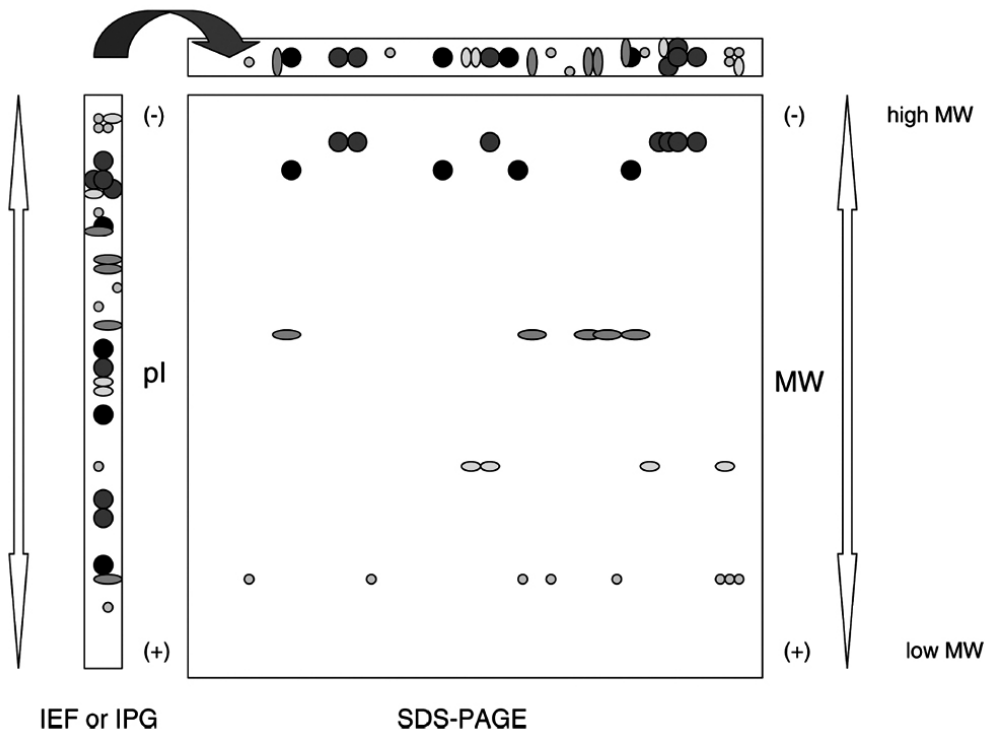 (-)
(-)
high MW
pI
MW
(+)
(+)
low MW
IEF or IPG
SDS-PAGE